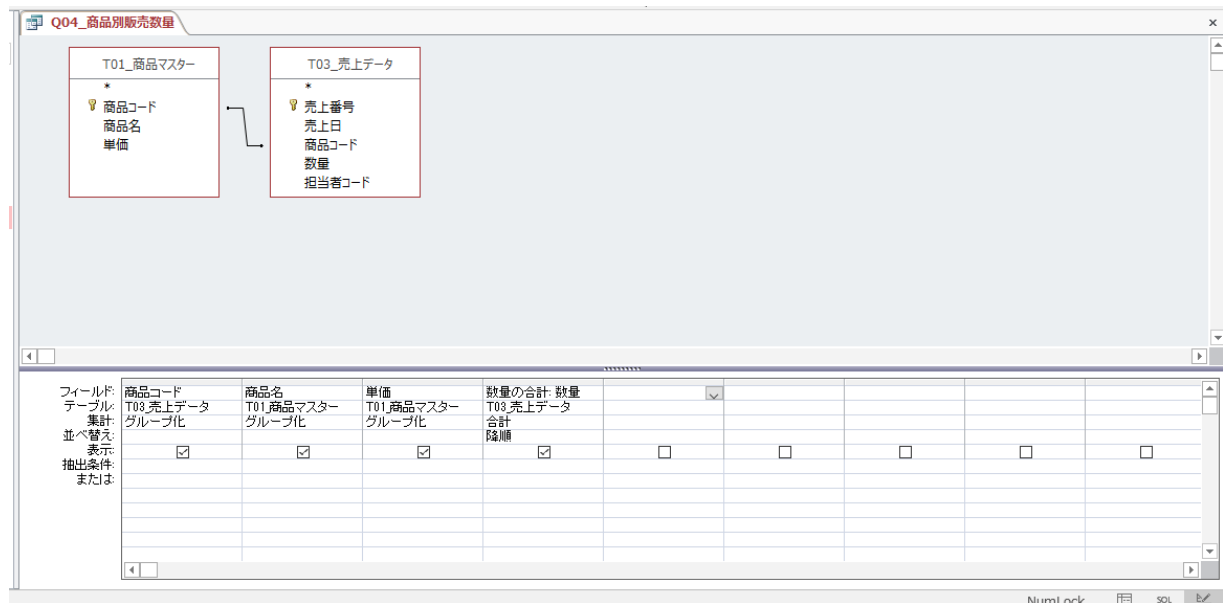 Q04_商品別販売数量
×
T01_商品マスター
*
商品コード
商品名
単価
T03_売上データ
*
売上番号
売上日
商品コード
数量
担当者コード
フィールド: 商品コード 商品名 単価 数量の合計: 数量
テーブル: T03_売上データ T01_商品マスター T01_商品マスター T03_売上データ
集計: グループ化 グループ化 グループ化 合計
並べ替え: 降順
表示:
抽出条件:
または:
NumLock SQL